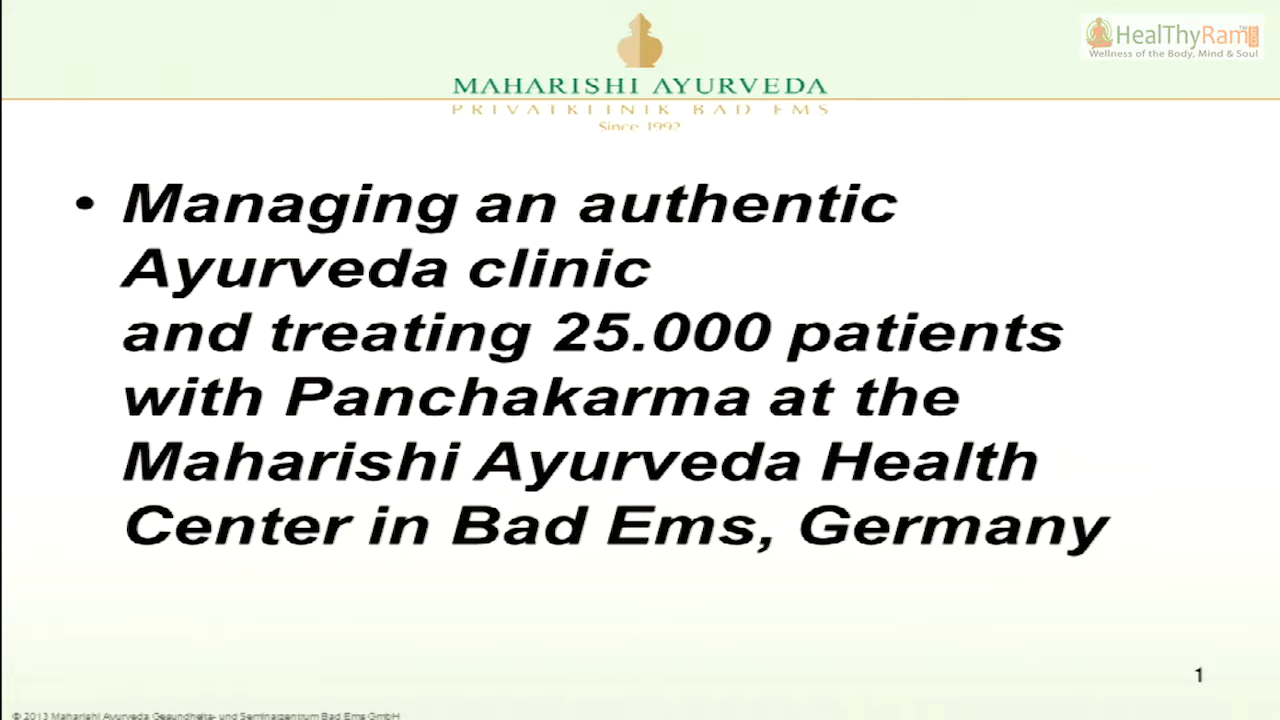 HealThyRam
Wellness of the Body, Mind & Soul
MAHARISHI AYURVEDA
PRIVATKLINIK BAD EMS
Since 1992
• Managing an authentic
Ayurveda clinic
and treating 25.000 patients
with Panchakarma at the
Maharishi Ayurveda Health
Center in Bad Ems, Germany
1
© 2013 Maharishi Ayurveda Gesundheits- und Seminarzentrum Bad Ems GmbH